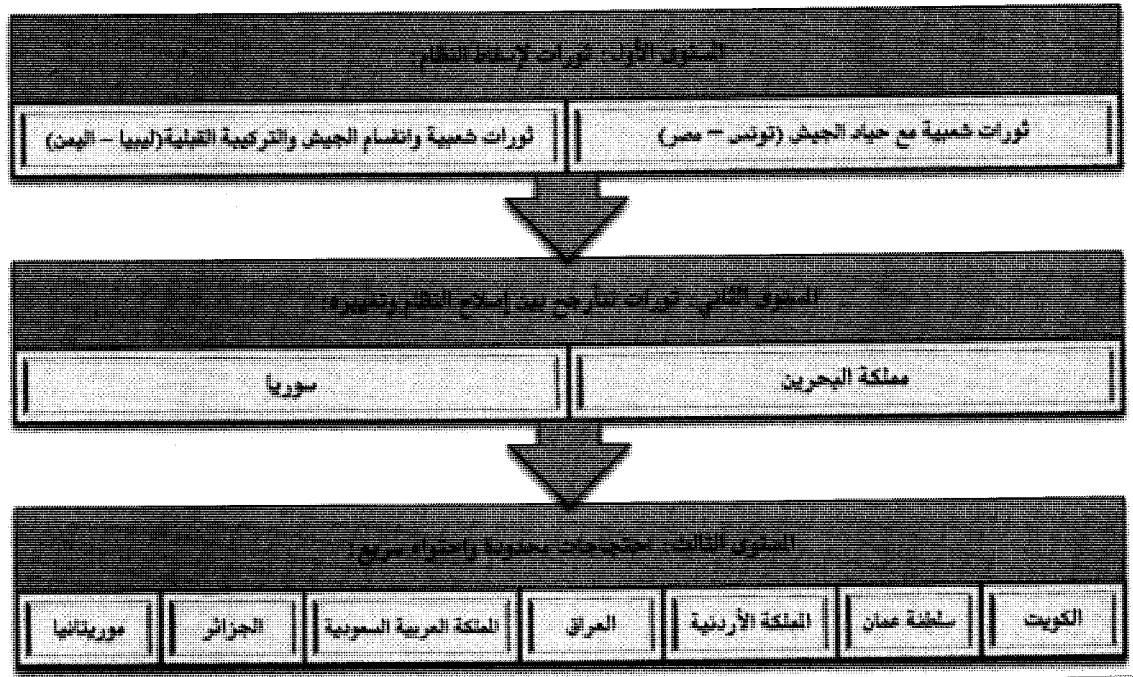 المستوى الأول: ثورات لإسقاط النظام:
ثورات شعبية مع حياد الجيش (تونس – مصر)
ثورات شعبية وانقسام الجيش والتركيبة القبلية(ليبيا – اليمن)
المستوى الثاني: ثورات تتأرجح بين إصلاح النظام وتغييره:
مملكة البحرين
سوريا
المستوى الثالث: احتجاجات محدودة واحتواء سريع:
الكويت
سلطنة عمان
المملكة الأردنية
العراق
المملكة العربية السعودية
الجزائر
موريتانيا